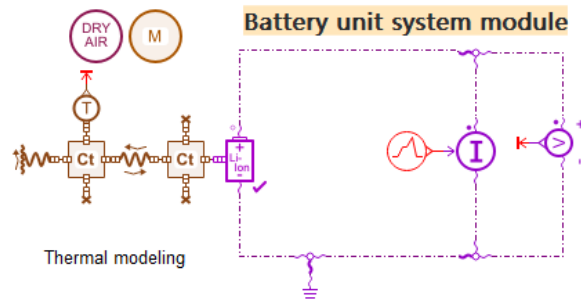 Battery unit system module
DRY
AIR
M
T
Ct
Ct
+
Li-
Ion
-
I
V
+
-
Thermal modeling